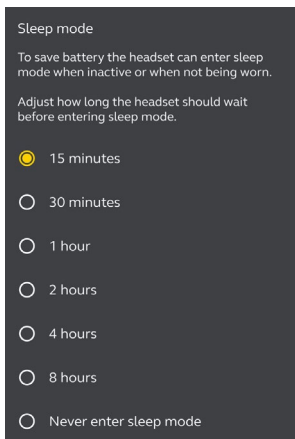 Sleep mode
To save battery the headset can enter sleep
mode when inactive or when not being worn.
Adjust how long the headset should wait
before entering sleep mode.
15 minutes
30 minutes
1 hour
2 hours
4 hours
8 hours
Never enter sleep mode